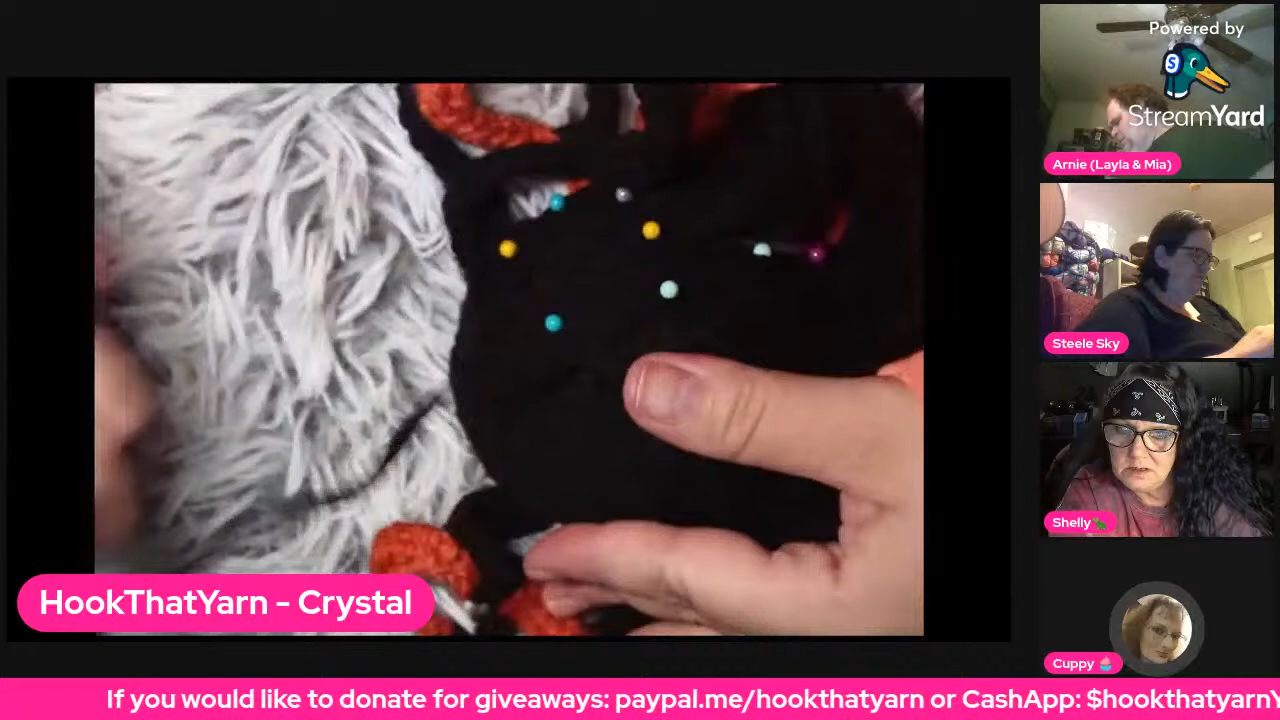 Powered by
StreamYard
Arnie (Layla & Mia)
Steele Sky
Shelly🦎
Cuppy 🧁
HookThatYarn - Crystal
If you would like to donate for giveaways: paypal.me/hookthatyarn or CashApp: $hookthatyarnY